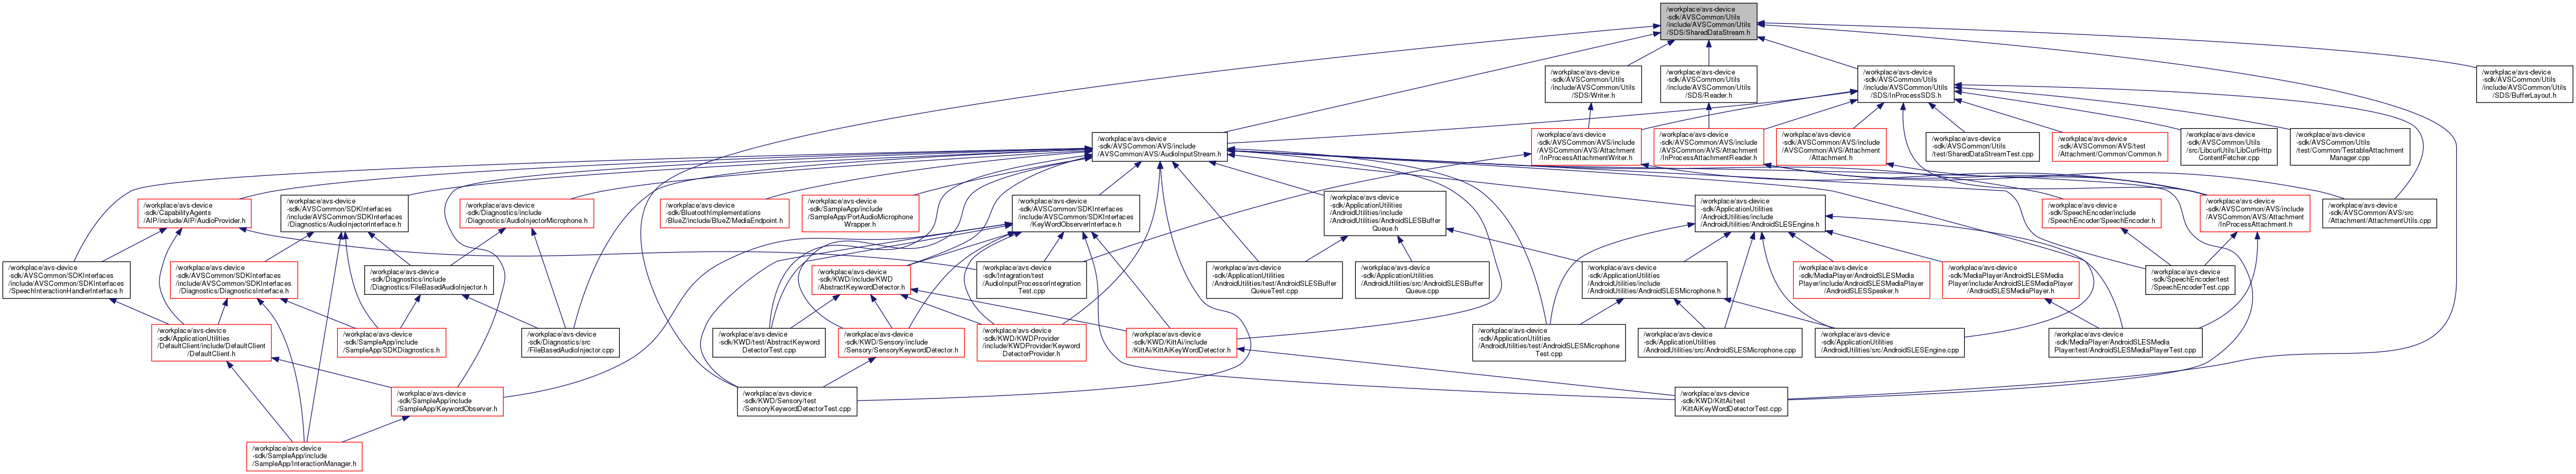 /workplace/avs-device
-sdk/AVSCommon/Utils
/include/AVSCommon/Utils
/SDS/SharedDataStream.h
/workplace/avs-device
-sdk/AVSCommon/Utils
/include/AVSCommon/Utils
/SDS/Writer.h
/workplace/avs-device
-sdk/AVSCommon/Utils
/include/AVSCommon/Utils
/SDS/Reader.h
/workplace/avs-device
-sdk/AVSCommon/Utils
/include/AVSCommon/Utils
/SDS/InProcessSDS.h
/workplace/avs-device
-sdk/AVSCommon/Utils
/include/AVSCommon/Utils
/SDS/BufferLayout.h
/workplace/avs-device
-sdk/AVSCommon/AVS/include
/AVSCommon/AVS/AudioInputStream.h
/workplace/avs-device
-sdk/AVSCommon/AVS/include
/AVSCommon/AVS/Attachment
/InProcessAttachmentWriter.h
/workplace/avs-device
-sdk/AVSCommon/AVS/include
/AVSCommon/AVS/Attachment
/InProcessAttachmentReader.h
/workplace/avs-device
-sdk/AVSCommon/AVS/include
/AVSCommon/AVS/Attachment
/Attachment.h
/workplace/avs-device
-sdk/AVSCommon/Utils
/test/SharedDataStreamTest.cpp
/workplace/avs-device
-sdk/AVSCommon/AVS/test
/Attachment/Common/Common.h
/workplace/avs-device
-sdk/AVSCommon/Utils
/src/LibcurlUtils/LibCurlHttp
ContentFetcher.cpp
/workplace/avs-device
-sdk/AVSCommon/Utils
/test/Common/TestableAttachment
Manager.cpp
/workplace/avs-device
-sdk/CapabilityAgents
/AIP/include/AIP/AudioProvider.h
/workplace/avs-device
-sdk/AVSCommon/SDKInterfaces
/include/AVSCommon/SDKInterfaces
/Diagnostics/AudioInjectorInterface.h
/workplace/avs-device
-sdk/Diagnostics/include
/Diagnostics/AudioInjectorMicrophone.h
/workplace/avs-device
-sdk/BluetoothImplementations
/BlueZ/include/BlueZ/MediaEndpoint.h
/workplace/avs-device
-sdk/SampleApp/include
/SampleApp/PortAudioMicrophone
Wrapper.h
/workplace/avs-device
-sdk/AVSCommon/SDKInterfaces
/include/AVSCommon/SDKInterfaces
/KeyWordObserverInterface.h
/workplace/avs-device
-sdk/ApplicationUtilities
/AndroidUtilities/include
/AndroidUtilities/AndroidSLESBuffer
Queue.h
/workplace/avs-device
-sdk/ApplicationUtilities
/AndroidUtilities/include
/AndroidUtilities/AndroidSLESEngine.h
/workplace/avs-device
-sdk/SpeechEncoder/include
/SpeechEncoder/SpeechEncoder.h
/workplace/avs-device
-sdk/AVSCommon/AVS/include
/AVSCommon/AVS/Attachment
/InProcessAttachment.h
/workplace/avs-device
-sdk/AVSCommon/AVS/src
/Attachment/AttachmentUtils.cpp
/workplace/avs-device
-sdk/AVSCommon/SDKInterfaces
/include/AVSCommon/SDKInterfaces
/SpeechInteractionHandlerInterface.h
/workplace/avs-device
-sdk/AVSCommon/SDKInterfaces
/include/AVSCommon/SDKInterfaces
/Diagnostics/DiagnosticsInterface.h
/workplace/avs-device
-sdk/Diagnostics/include
/Diagnostics/FileBasedAudioInjector.h
/workplace/avs-device
-sdk/KWD/include/KWD
/AbstractKeywordDetector.h
/workplace/avs-device
-sdk/Integration/test
/AudioInputProcessorIntegration
Test.cpp
/workplace/avs-device
-sdk/ApplicationUtilities
/AndroidUtilities/test/AndroidSLESBuffer
QueueTest.cpp
/workplace/avs-device
-sdk/ApplicationUtilities
/AndroidUtilities/src/AndroidSLESBuffer
Queue.cpp
/workplace/avs-device
-sdk/ApplicationUtilities
/AndroidUtilities/include
/AndroidUtilities/AndroidSLESMicrophone.h
/workplace/avs-device
-sdk/MediaPlayer/AndroidSLESMedia
Player/include/AndroidSLESMediaPlayer
/AndroidSLESSpeaker.h
/workplace/avs-device
-sdk/MediaPlayer/AndroidSLESMedia
Player/include/AndroidSLESMediaPlayer
/AndroidSLESMediaPlayer.h
/workplace/avs-device
-sdk/SpeechEncoder/test
/SpeechEncoderTest.cpp
/workplace/avs-device
-sdk/ApplicationUtilities
/DefaultClient/include/DefaultClient
/DefaultClient.h
/workplace/avs-device
-sdk/SampleApp/include
/SampleApp/SDKDiagnostics.h
/workplace/avs-device
-sdk/Diagnostics/src
/FileBasedAudioInjector.cpp
/workplace/avs-device
-sdk/KWD/test/AbstractKeyword
DetectorTest.cpp
/workplace/avs-device
-sdk/KWD/Sensory/include
/Sensory/SensoryKeywordDetector.h
/workplace/avs-device
-sdk/KWD/KWDProvider
/include/KWDProvider/Keyword
DetectorProvider.h
/workplace/avs-device
-sdk/KWD/KittAi/include
/KittAi/KittAiKeyWordDetector.h
/workplace/avs-device
-sdk/ApplicationUtilities
/AndroidUtilities/test/AndroidSLESMicrophone
Test.cpp
/workplace/avs-device
-sdk/ApplicationUtilities
/AndroidUtilities/src/AndroidSLESMicrophone.cpp
/workplace/avs-device
-sdk/ApplicationUtilities
/AndroidUtilities/src/AndroidSLESEngine.cpp
/workplace/avs-device
-sdk/MediaPlayer/AndroidSLESMedia
Player/test/AndroidSLESMediaPlayerTest.cpp
/workplace/avs-device
-sdk/SampleApp/include
/SampleApp/KeywordObserver.h
/workplace/avs-device
-sdk/KWD/Sensory/test
/SensoryKeywordDetectorTest.cpp
/workplace/avs-device
-sdk/KWD/KittAi/test
/KittAiKeyWordDetectorTest.cpp
/workplace/avs-device
-sdk/SampleApp/include
/SampleApp/InteractionManager.h